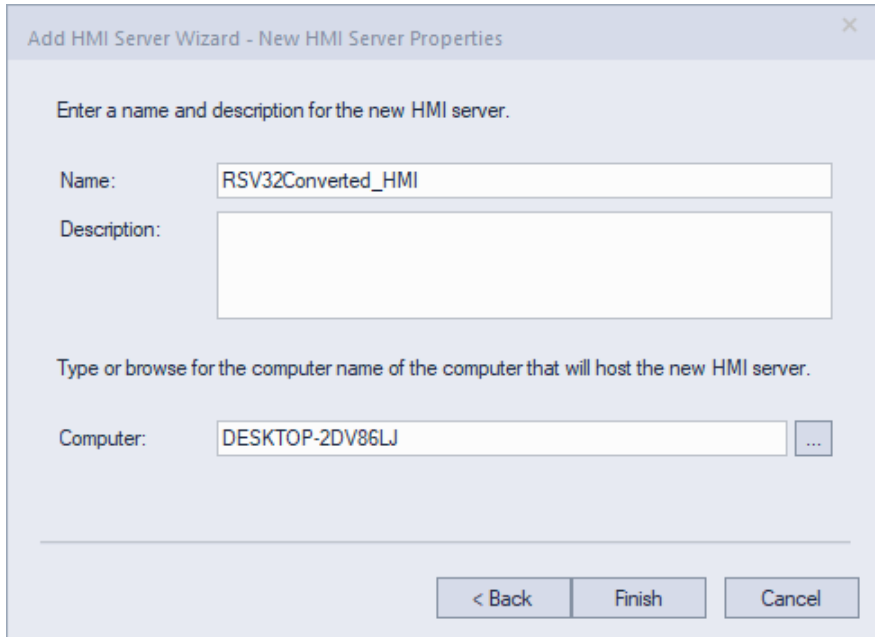 Add HMI Server Wizard - New HMI Server Properties
Enter a name and description for the new HMI server.
Name: RSV32Converted_HMI
Description:
Type or browse for the computer name of the computer that will host the new HMI server.
Computer: DESKTOP-2DV86LJ ...
< Back Finish Cancel